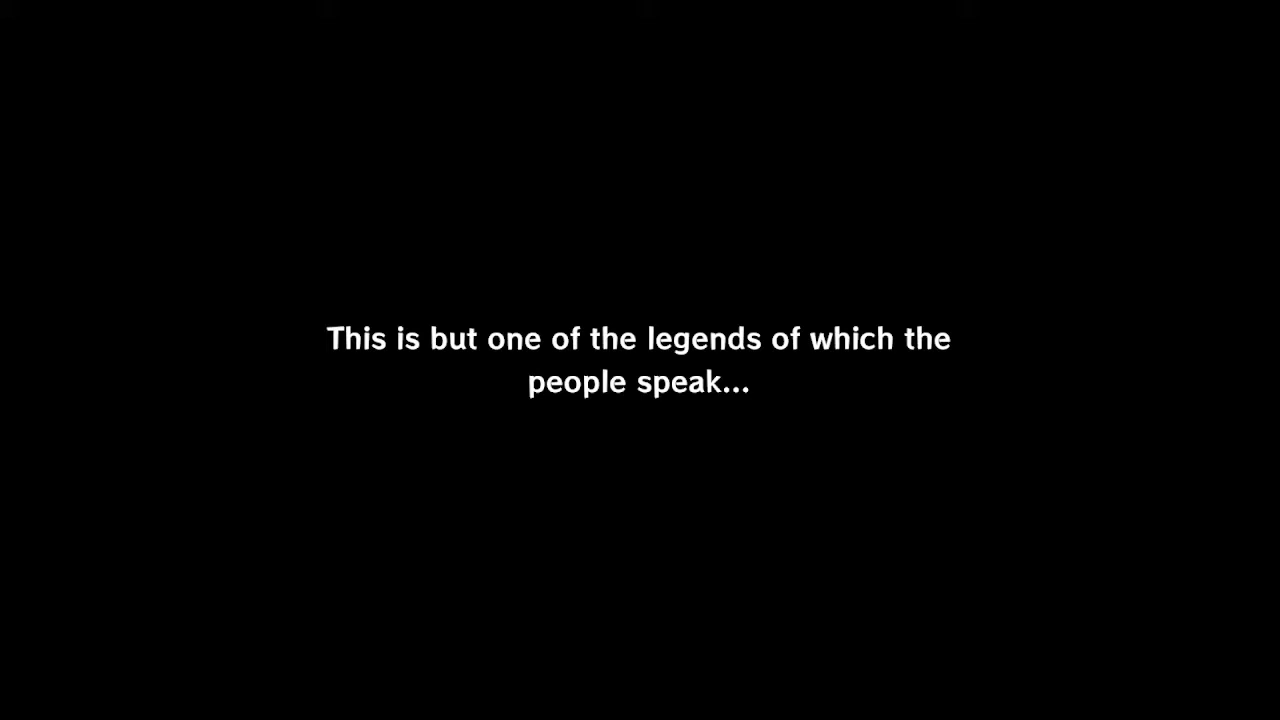 This is but one of the legends of which the
people speak...